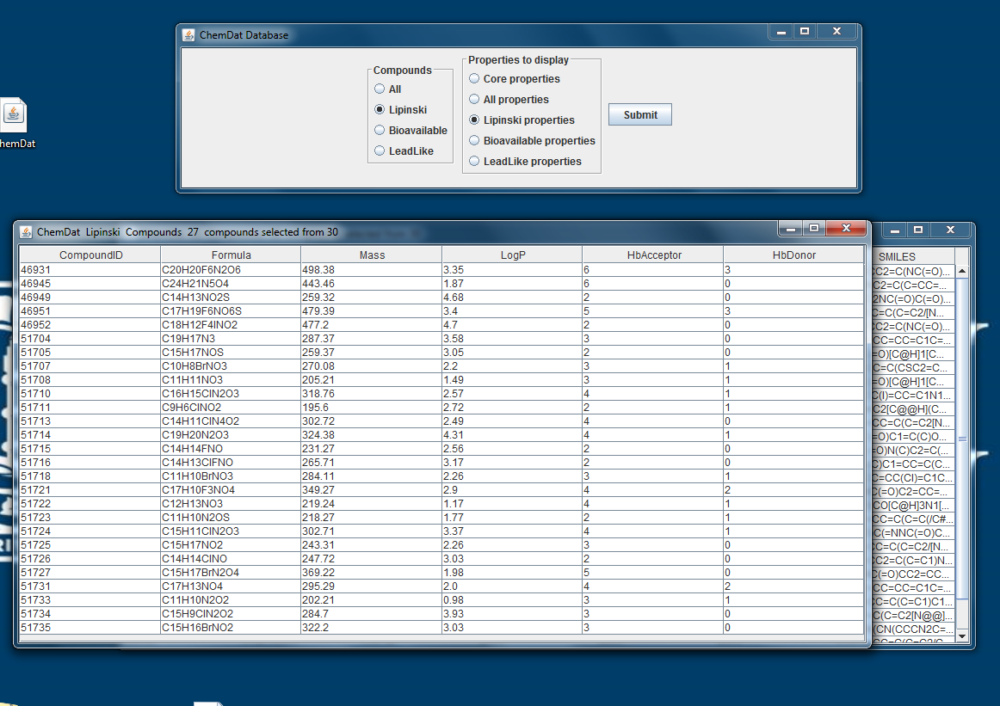 ChemDat Database
Compounds
All
Lipinski
Bioavailable
LeadLike
Properties to display
Core properties
All properties
Lipinski properties
Bioavailable properties
LeadLike properties
Submit
hemDat
ChemDat Lipinski Compounds 27 compounds selected from 30
CompoundID Formula Mass LogP HbAcceptor HbDonor
46931 C20H20F6N2O6 498.38 3.35 6 3
46945 C24H21N5O4 443.46 1.87 6 0
46949 C14H13NO2S 259.32 4.68 2 0
46951 C17H19F6NO6S 479.39 3.4 5 3
46952 C18H12F4INO2 477.2 4.7 2 0
51704 C19H17N3 287.37 3.58 3 0
51705 C15H17NOS 259.37 3.05 2 0
51707 C10H8BrNO3 270.08 2.2 3 1
51708 C11H11NO3 205.21 1.49 3 1
51710 C16H15ClN2O3 318.76 2.57 4 1
51711 C9H6ClNO2 195.6 2.72 2 1
51713 C14H11ClN4O2 302.72 2.49 4 0
51714 C19H20N2O3 324.38 4.31 4 1
51715 C14H14FNO 231.27 2.56 2 0
51716 C14H13ClFNO 265.71 3.17 2 0
51718 C11H10BrNO3 284.11 2.26 3 1
51721 C17H10F3NO4 349.27 2.9 4 2
51722 C12H13NO3 219.24 1.17 4 1
51723 C11H10N2OS 218.27 1.77 2 1
51724 C15H11ClN2O3 302.71 3.37 4 1
51725 C15H17NO2 243.31 2.26 3 0
51726 C14H14ClNO 247.72 3.03 2 0
51727 C15H17BrN2O4 369.22 1.98 5 0
51731 C17H13NO4 295.29 2.0 4 2
51733 C11H10N2O2 202.21 0.98 3 1
51734 C15H9ClN2O2 284.7 3.93 3 0
51735 C15H16BrNO2 322.2 3.03 3 0
SMILES
CC2=C(NC(=O)...
CC2=C(C=CC=...
2NC(=O)C(=O)...
C=C(C=C2/[N...
CC2=C(NC(=O)...
CC=CC=C1C=...
=O)[C@H]1[C...
C=C(CSC2=C...
=O)[C@H]1[C...
C(I)=CC=C1N1...
C2[C@@H](C...
CC=C(C=C2[N...
=O)C1=C(C)O...
=O)N(C)C2=C(...
C)C1=CC=C(C...
C=CC(Cl)=C1C...
C(=O)C2=CC=...
CO[C@H]3N1[...
CC=C(C=C(/C#...
C(=NNC(=O)C...
CC=C(C=C2/[N...
CC2=C(C=C1)N...
C(=O)CC2=CC...
CC=CC=C1C=...
CC=C(C=C1)C1...
C(C=C2[N@@]...
(CN(CCCN2C=...